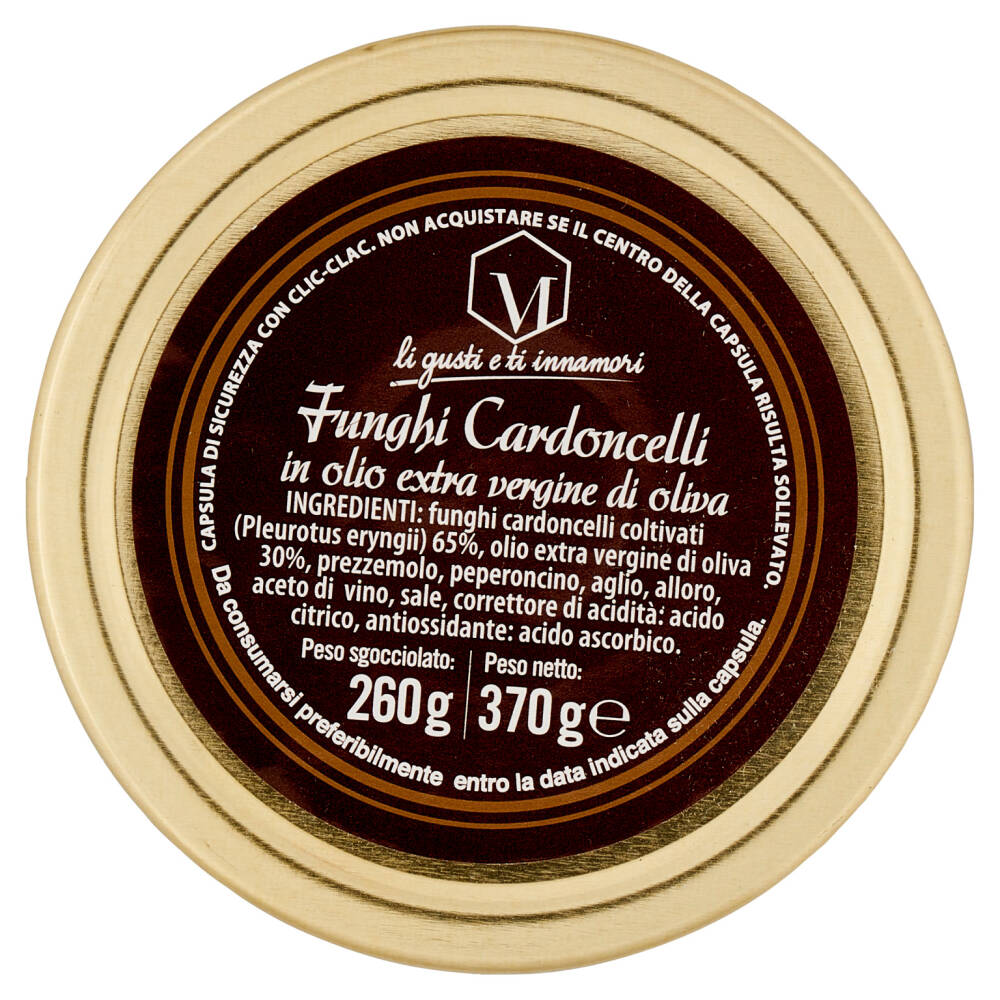 CAPSULA DI SICUREZZA CON CLIC-CLAC. NON ACQUISTARE SE IL CENTRO DELLA CAPSULA RISULTA SOLLEVATO.
VI
li gusti e ti innamori
Funghi Cardoncelli
in olio extra vergine di oliva
INGREDIENTI: funghi cardoncelli coltivati
(Pleurotus eryngii) 65%, olio extra vergine di oliva
30%, prezzemolo, peperoncino, aglio, alloro,
aceto di vino, sale, correttore di acidità: acido
citrico, antiossidante: acido ascorbico.
Peso sgocciolato: Peso netto:
260g 370g℮
Da consumarsi preferibilmente entro la data indicata sulla capsula.